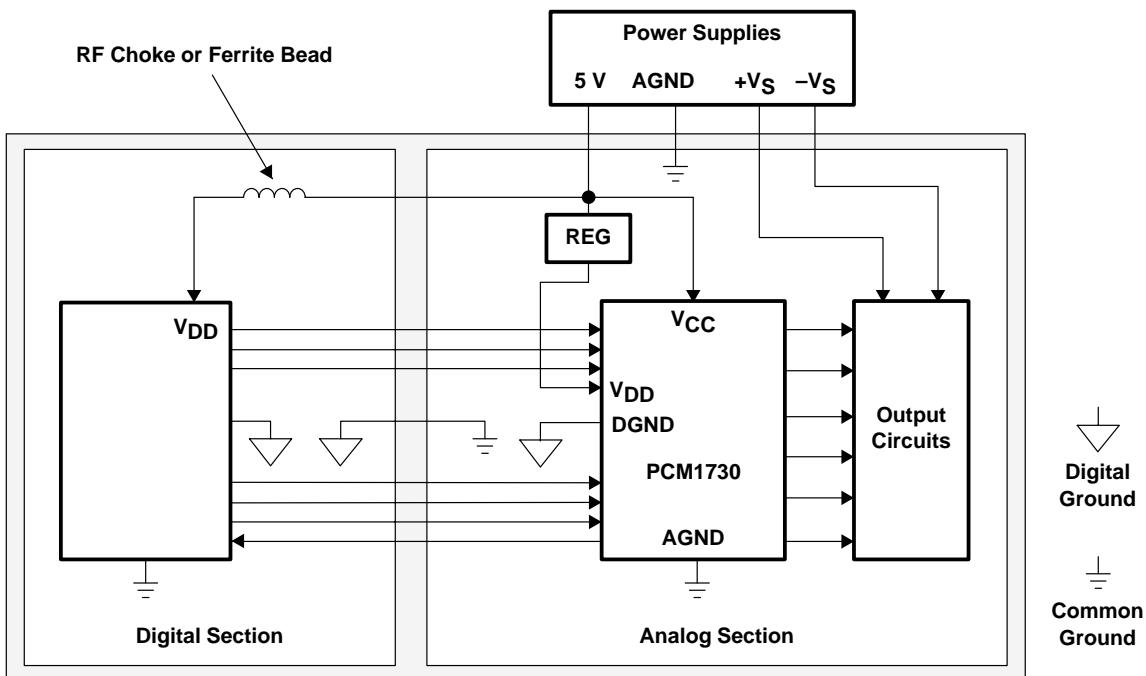 Power Supplies
RF Choke or Ferrite Bead
5 V AGND +VS –VS
REG
VDD
VCC
VDD
DGND
PCM1730
AGND
Output
Circuits
Digital
Ground
Common
Ground
Digital Section
Analog Section